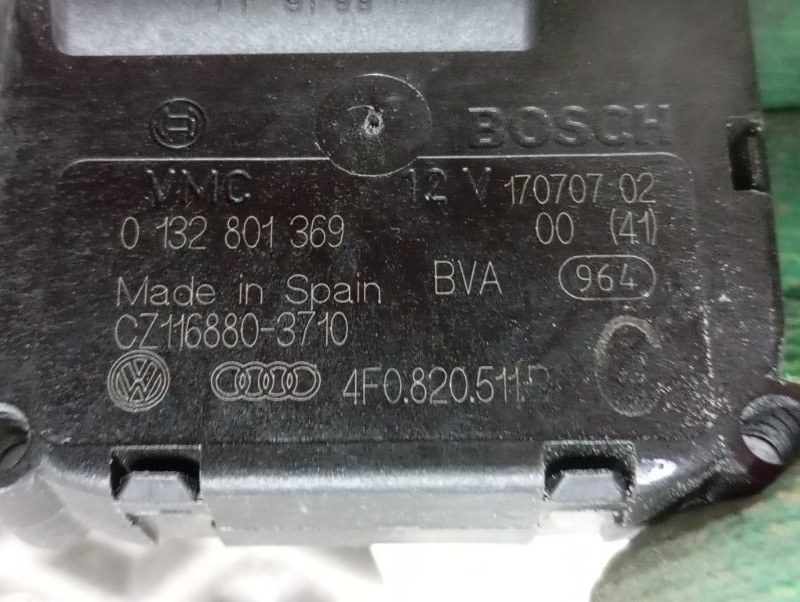 BOSCH
VMC 12 V 170707 02
0 132 801 369 00 (41)
Made in Spain BVA 964
CZ116880-3710
4F0.820.511
C